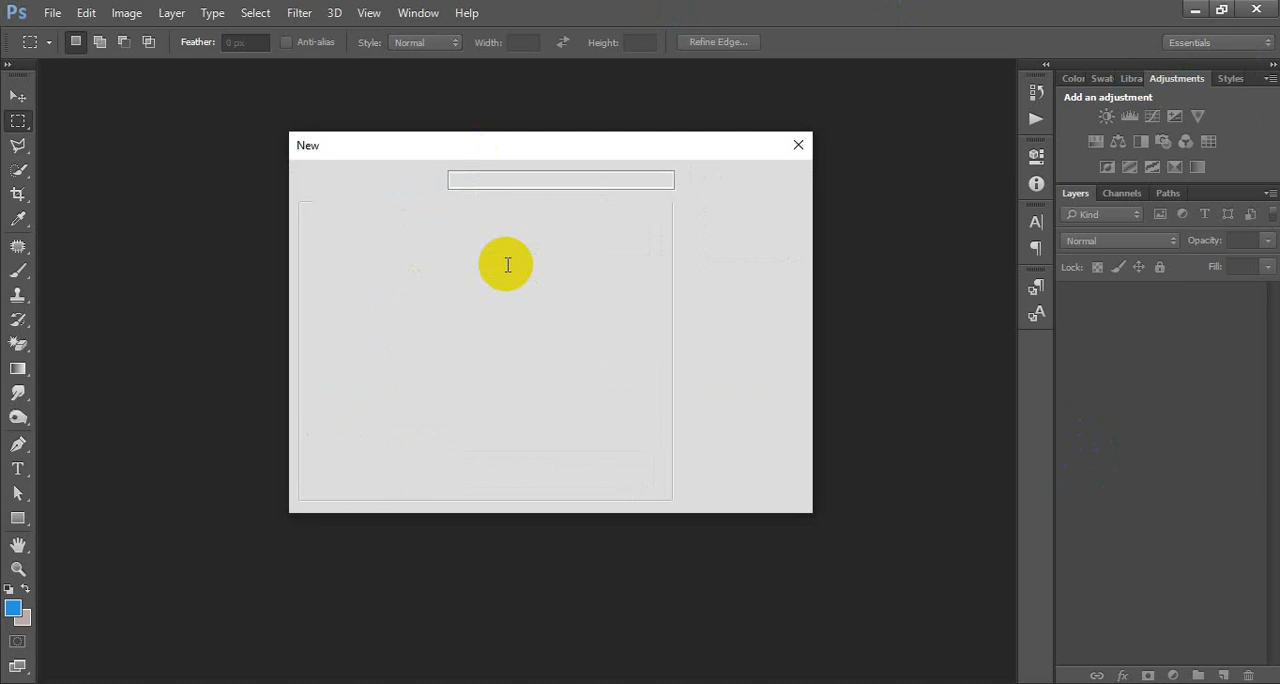 Ps File Edit Image Layer Type Select Filter 3D View Window Help
Feather: 0 px Anti-alias Style: Normal Width: Height: Refine Edge... Essentials
Color Swat Libra Adjustments Styles
Add an adjustment
New
Layers Channels Paths
Kind
Normal Opacity:
Lock: Fill: